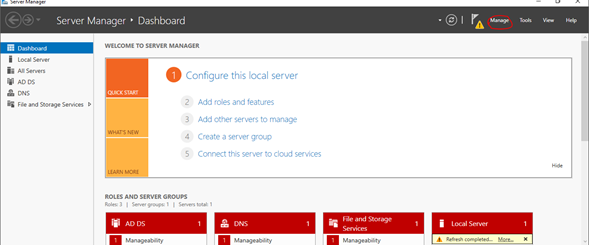 Server Manager
Server Manager • Dashboard
Manage Tools View Help
Dashboard
Local Server
All Servers
AD DS
DNS
File and Storage Services
WELCOME TO SERVER MANAGER
QUICK START
WHAT'S NEW
LEARN MORE
1 Configure this local server
2 Add roles and features
3 Add other servers to manage
4 Create a server group
5 Connect this server to cloud services
Hide
ROLES AND SERVER GROUPS
Roles: 3 | Server groups: 1 | Servers total: 1
AD DS 1
1 Manageability
DNS 1
1 Manageability
File and Storage Services 1
1 Manageability
Local Server 1
Refresh completed... More... X